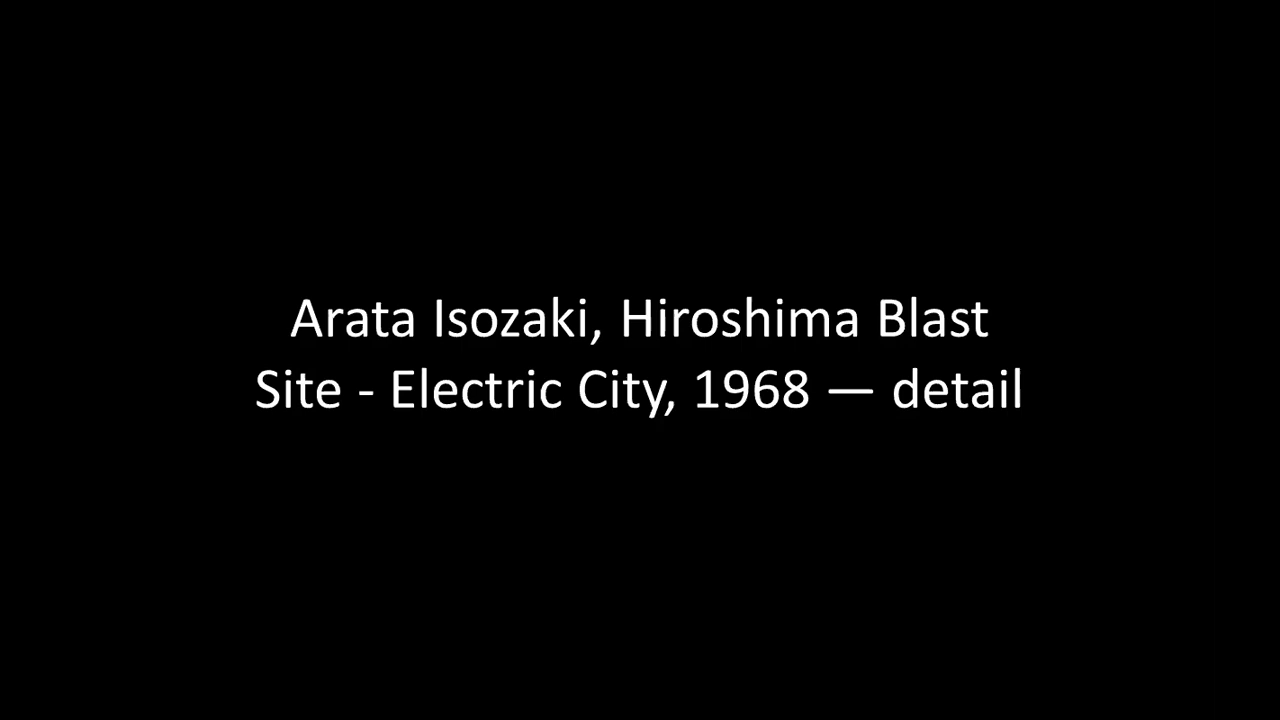 Arata Isozaki, Hiroshima Blast
Site - Electric City, 1968 — detail